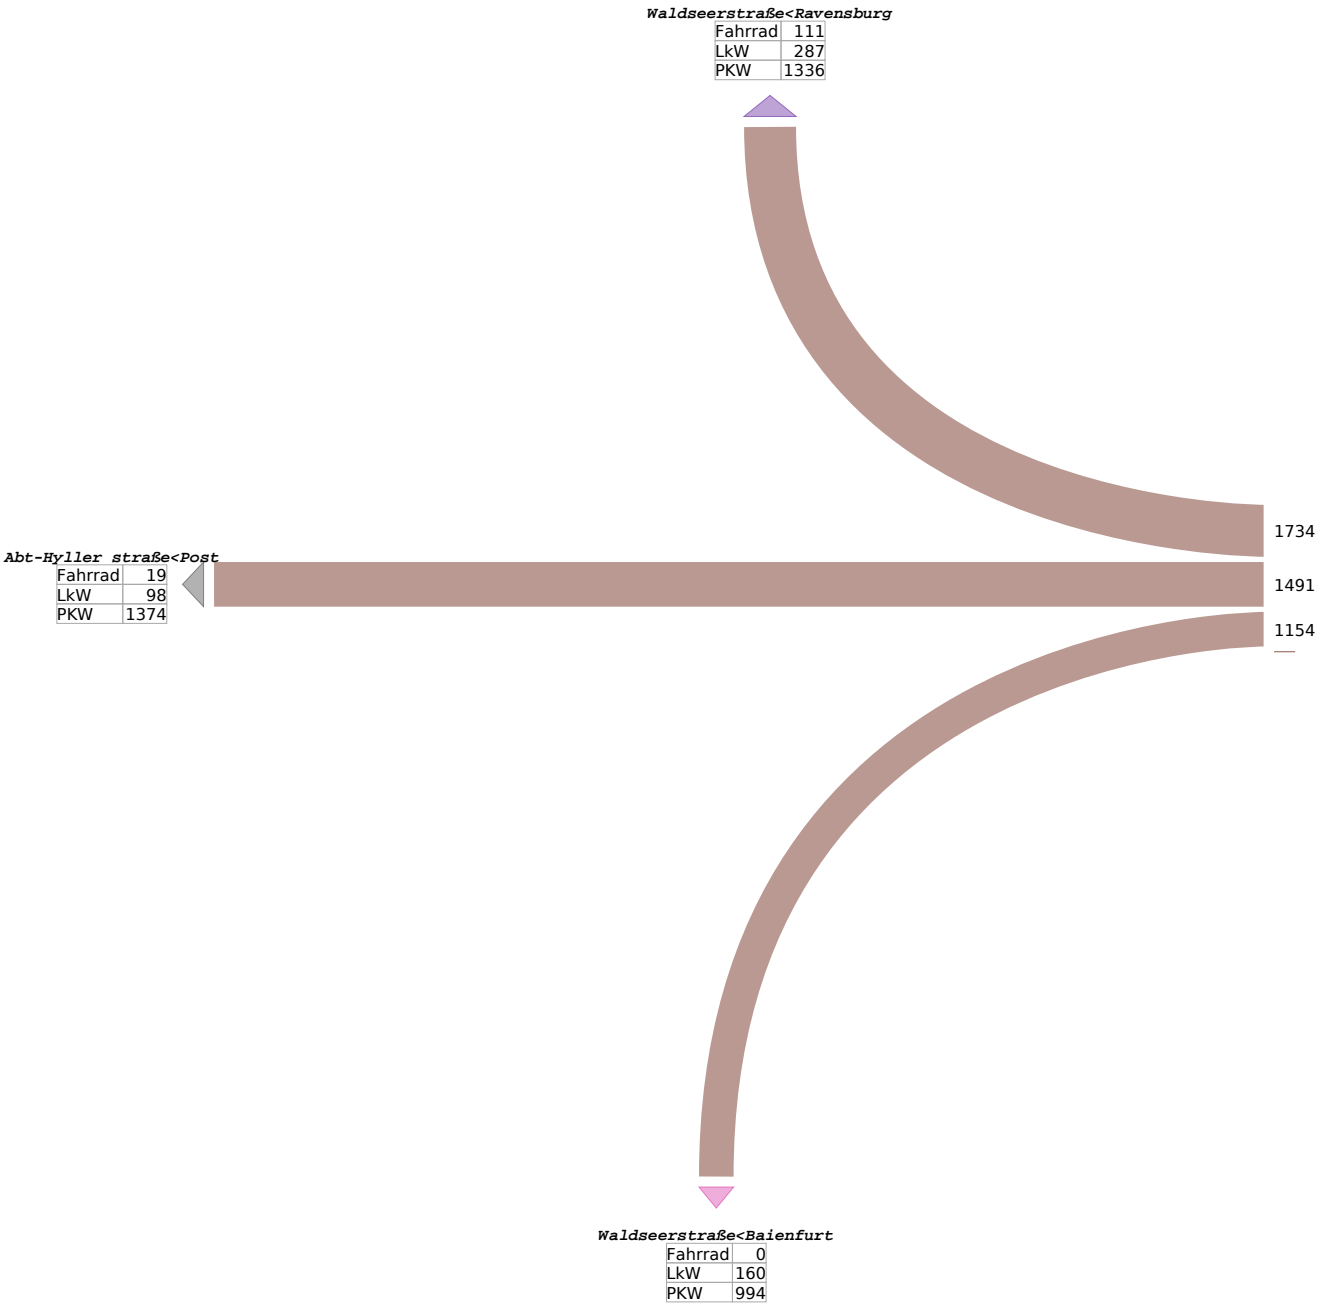 Waldseerstraße<Ravensburg
Fahrrad 111
LkW 287
PKW 1336
1734
Abt-Hyller straße<Post
Fahrrad 19
LkW 98
PKW 1374
1491
1154
Waldseerstraße<Baienfurt
Fahrrad 0
LkW 160
PKW 994